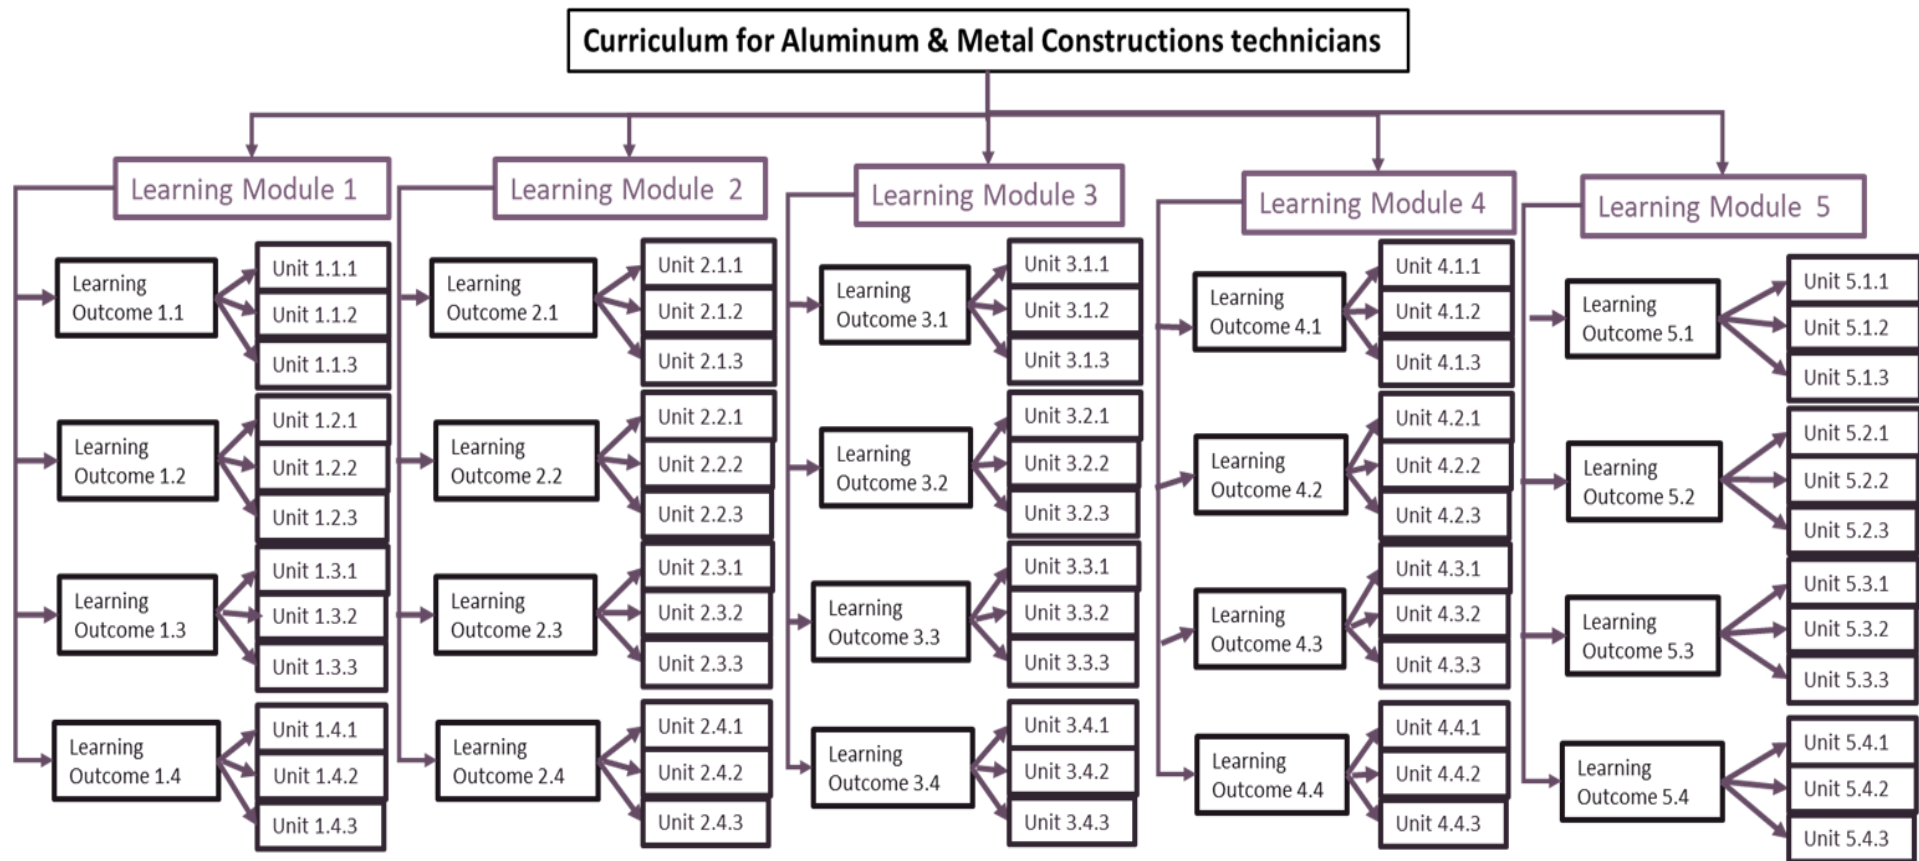 Curriculum for Aluminum & Metal Constructions technicians
Learning Module 1
Learning
Outcome 1.1
Unit 1.1.1
Unit 1.1.2
Unit 1.1.3
Learning
Outcome 1.2
Unit 1.2.1
Unit 1.2.2
Unit 1.2.3
Learning
Outcome 1.3
Unit 1.3.1
Unit 1.3.2
Unit 1.3.3
Learning
Outcome 1.4
Unit 1.4.1
Unit 1.4.2
Unit 1.4.3
Learning Module 2
Learning
Outcome 2.1
Unit 2.1.1
Unit 2.1.2
Unit 2.1.3
Learning
Outcome 2.2
Unit 2.2.1
Unit 2.2.2
Unit 2.2.3
Learning
Outcome 2.3
Unit 2.3.1
Unit 2.3.2
Unit 2.3.3
Learning
Outcome 2.4
Unit 2.4.1
Unit 2.4.2
Unit 2.4.3
Learning Module 3
Learning
Outcome 3.1
Unit 3.1.1
Unit 3.1.2
Unit 3.1.3
Learning
Outcome 3.2
Unit 3.2.1
Unit 3.2.2
Unit 3.2.3
Learning
Outcome 3.3
Unit 3.3.1
Unit 3.3.2
Unit 3.3.3
Learning
Outcome 3.4
Unit 3.4.1
Unit 3.4.2
Unit 3.4.3
Learning Module 4
Learning
Outcome 4.1
Unit 4.1.1
Unit 4.1.2
Unit 4.1.3
Learning
Outcome 4.2
Unit 4.2.1
Unit 4.2.2
Unit 4.2.3
Learning
Outcome 4.3
Unit 4.3.1
Unit 4.3.2
Unit 4.3.3
Learning
Outcome 4.4
Unit 4.4.1
Unit 4.4.2
Unit 4.4.3
Learning Module 5
Learning
Outcome 5.1
Unit 5.1.1
Unit 5.1.2
Unit 5.1.3
Learning
Outcome 5.2
Unit 5.2.1
Unit 5.2.2
Unit 5.2.3
Learning
Outcome 5.3
Unit 5.3.1
Unit 5.3.2
Unit 5.3.3
Learning
Outcome 5.4
Unit 5.4.1
Unit 5.4.2
Unit 5.4.3